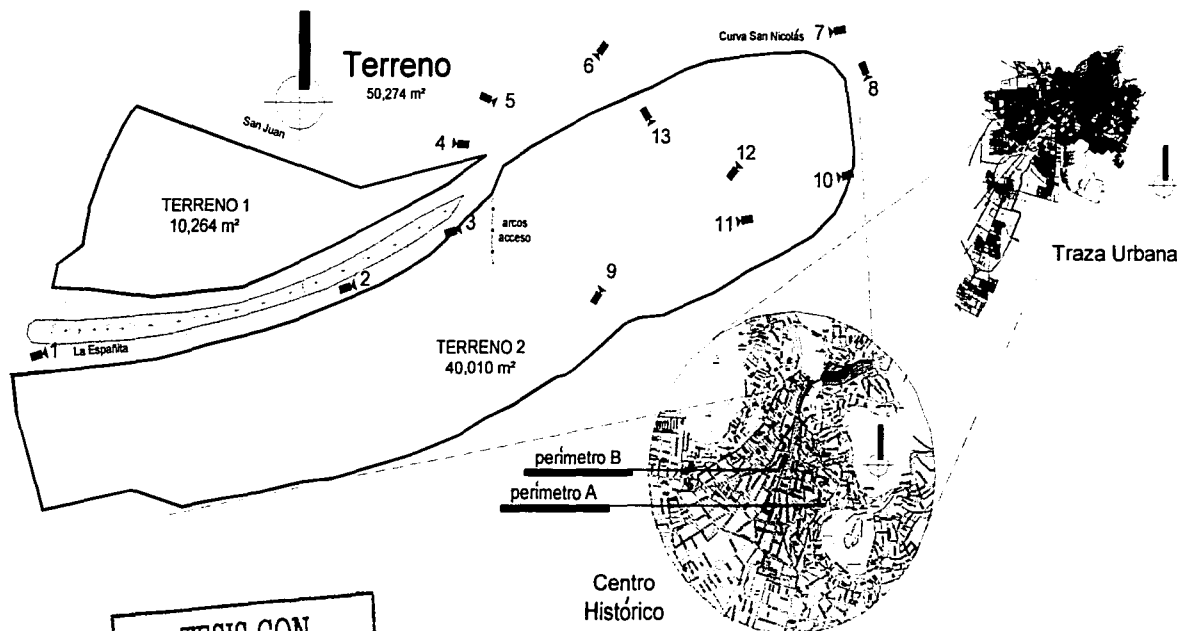 Terreno
50,274 m²
San Juan
Curva San Nicolás
7
6
8
5
4
13
12
10
TERRENO 1
10,264 m²
3
arcos
acceso
11
2
9
1
La Españita
TERRENO 2
40,010 m²
Traza Urbana
perímetro B
perímetro A
Centro
Histórico
TESIS CON